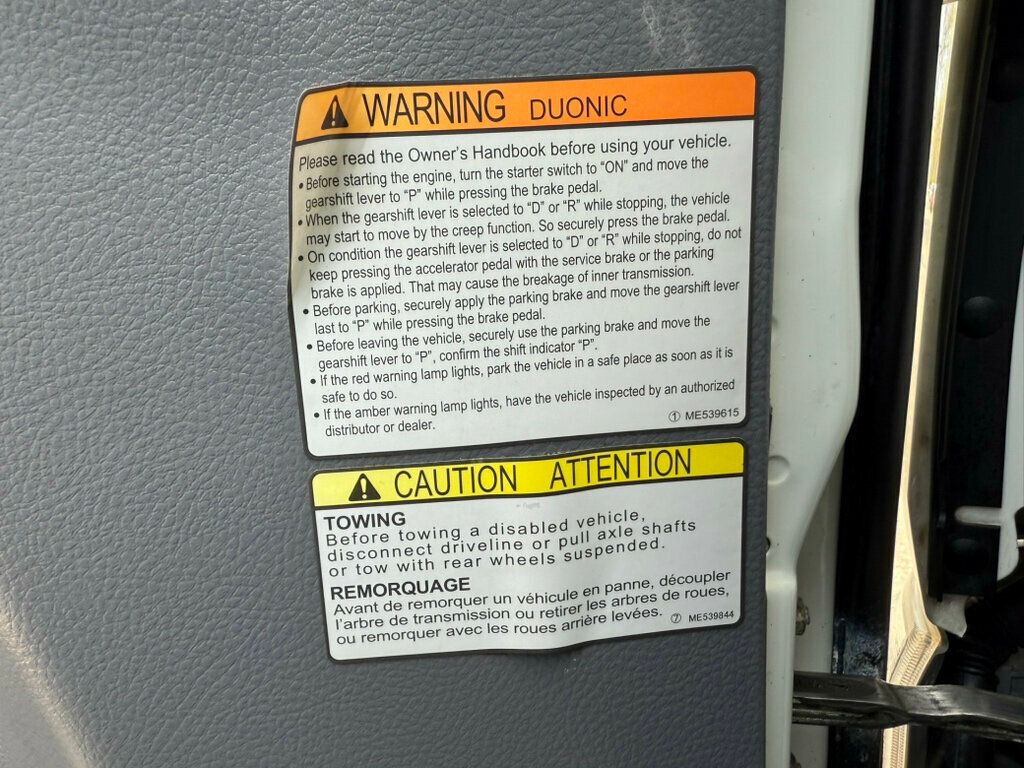 WARNING DUONIC
Please read the Owner's Handbook before using your vehicle.
• Before starting the engine, turn the starter switch to "ON" and move the
gearshift lever to "P" while pressing the brake pedal.
• When the gearshift lever is selected to "D" or "R" while stopping, the vehicle
may start to move by the creep function. So securely press the brake pedal.
• On condition the gearshift lever is selected to "D" or "R" while stopping, do not
keep pressing the accelerator pedal with the service brake or the parking
brake is applied. That may cause the breakage of inner transmission.
• Before parking, securely apply the parking brake and move the gearshift lever
last to "P" while pressing the brake pedal.
• Before leaving the vehicle, securely use the parking brake and move the
gearshift lever to "P", confirm the shift indicator "P".
• If the red warning lamp lights, park the vehicle in a safe place as soon as it is
safe to do so.
• If the amber warning lamp lights, have the vehicle inspected by an authorized
distributor or dealer.
① ME539615
CAUTION ATTENTION
TOWING
Before towing a disabled vehicle,
disconnect driveline or pull axle shafts
or tow with rear wheels suspended.
REMORQUAGE
Avant de remorquer un véhicule en panne, découpler
l'arbre de transmission ou retirer les arbres de roues,
ou remorquer avec les roues arrière levées.
⑦ ME539844